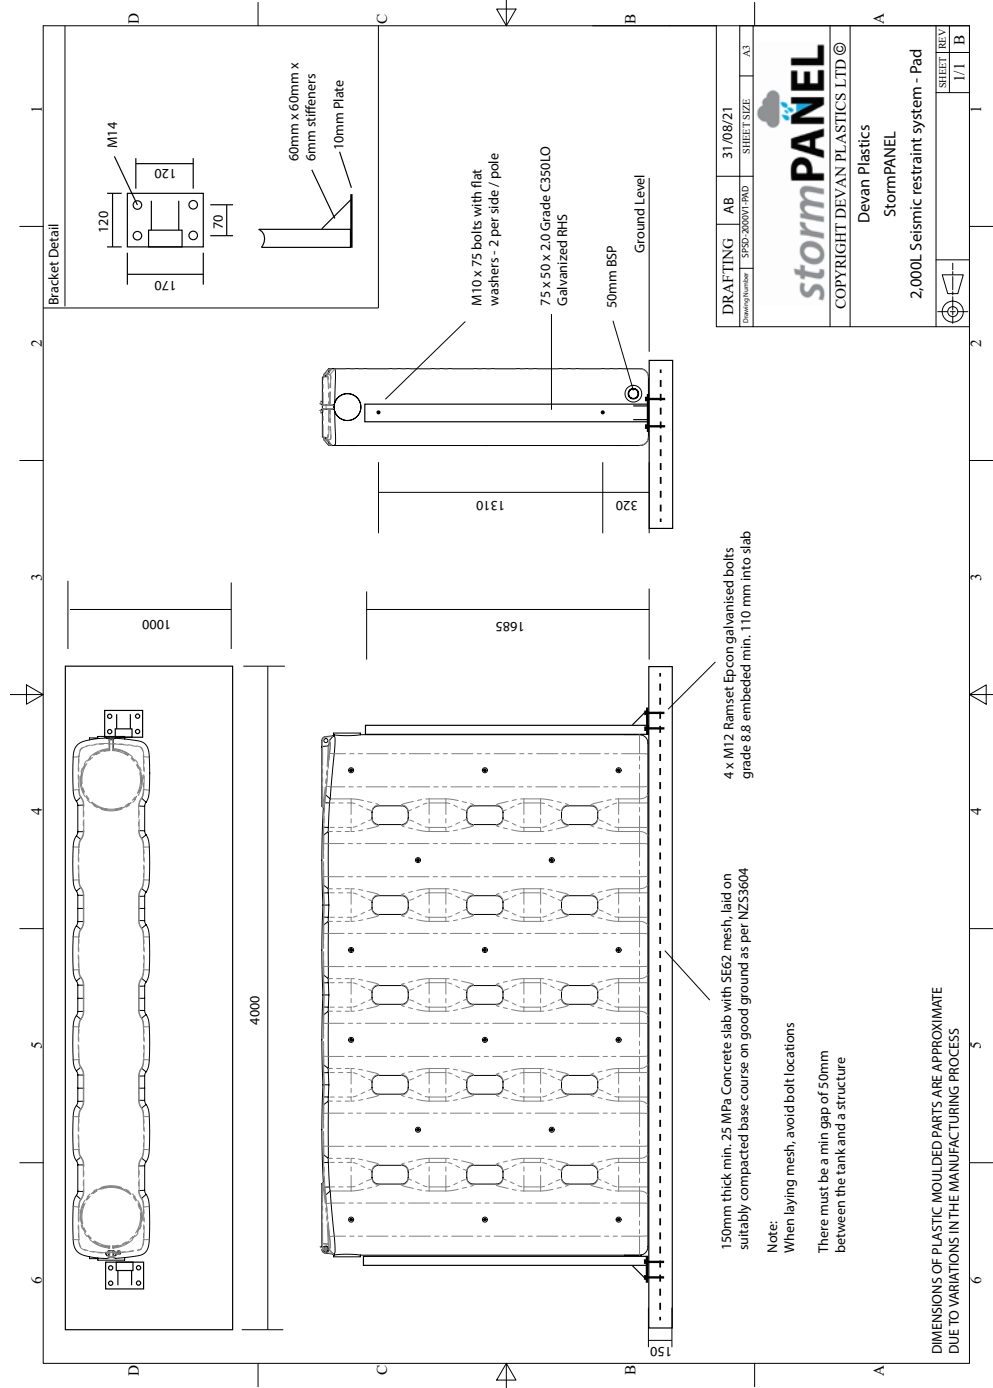 6
5
4
3
2
1
D
C
B
A
D
C
B
A
6
5
4
3
2
1
Bracket Detail
M14
120
120
70
170
60mm x60mm x
6mm stiffeners
10mm Plate
4000
1000
1685
150
1310
320
M10 x 75 bolts with flat
washers - 2 per side / pole
75 x 50 x 2.0 Grade C350LO
Galvanized RHS
50mm BSP
Ground Level
4 x M12 Ramset Epcon galvanised bolts
grade 8.8 embeded min. 110 mm into slab
150mm thick min. 25 MPa Concrete slab with SE62 mesh, laid on
suitably compacted base course on good ground as per NZS3604
Note:
When laying mesh, avoid bolt locations
There must be a min gap of 50mm
between the tank and a structure
DIMENSIONS OF PLASTIC MOULDED PARTS ARE APPROXIMATE
DUE TO VARIATIONS IN THE MANUFACTURING PROCESS
DRAFTING AB 31/08/21
Drawing Number SPSD-2000V1-PAD SHEET SIZE A3
stormPANEL
COPYRIGHT DEVAN PLASTICS LTD ©
Devan Plastics
StormPANEL
2,000L Seismic restraint system - Pad
SHEET REV
1/1 B